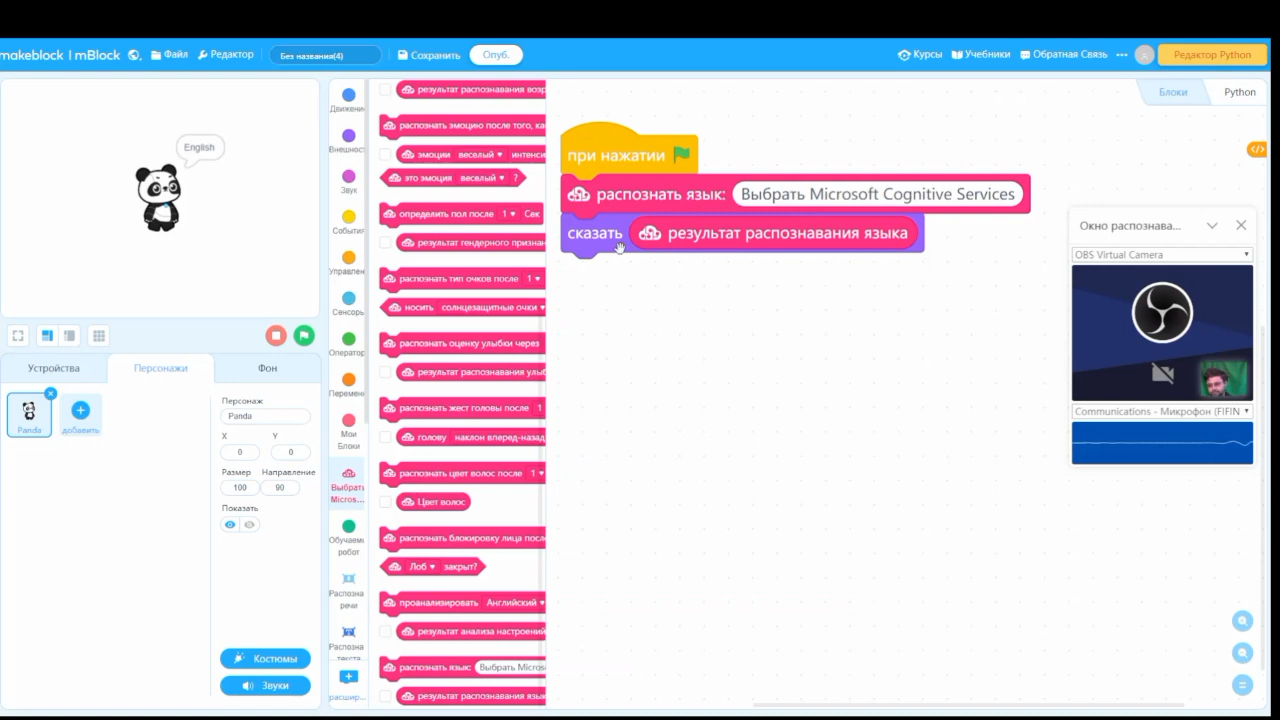 makeblock | mBlock Файл Редактор Без названия(4) Сохранить Опуб. Курсы Учебники Обратная Связь ••• Редактор Python
Блоки Python
English
Движени
Внешнос
Звук
События
Управлен
Сенсоры
Оператор
Перемен
Мои
Блоки
Выбрат
Micros...
Обучаем
робот
Распозна
речи
Распозна
текста
расшир...
результат распознавания возр
распознать эмоцию после того, ка
эмоции веселый интенси
это эмоция веселый ?
определить пол после 1 Сек
результат гендерного признан
распознать тип очков после 1
носить солнцезащитные очки
распознать оценку улыбки через
результат распознавания улыб
распознать жест головы после 1
голову наклон вперед-назад
распознать цвет волос после 1
Цвет волос
распознать блокировку лица после
Лоб закрыт?
проанализировать Английский
результат анализа настроений
распознать язык: Выбрать Micros
результат распознавания язык
при нажатии
распознать язык: Выбрать Microsoft Cognitive Services
сказать результат распознавания языка
Окно распознава...
OBS Virtual Camera
Communications - Микрофон (FIFIN
Устройства Персонажи Фон
Panda
добавить
Персонаж
Panda
X Y
0 0
Размер Направление
100 90
Показать
Костюмы
Звуки